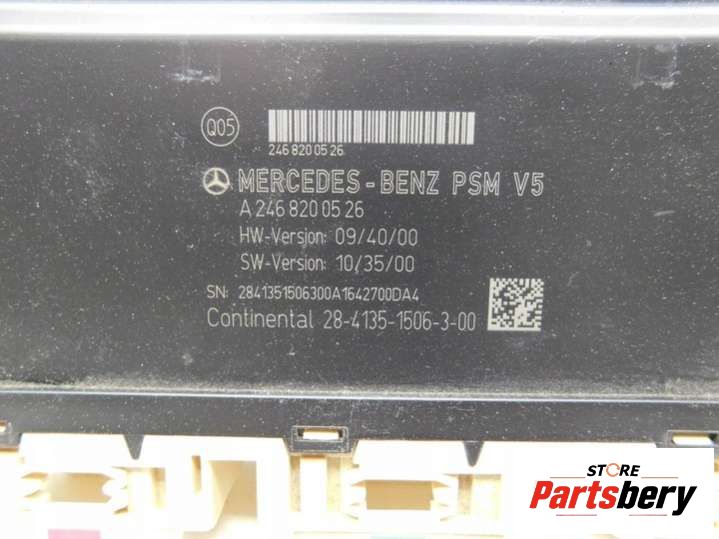 Q05
246 820 05 26
MERCEDES-BENZ PSM V5
A 246 820 05 26
HW-Version: 09/40/00
SW-Version: 10/35/00
SN: 2841351506300A1642700DA4
Continental 28-4135-1506-3-00
STORE
Partsbery